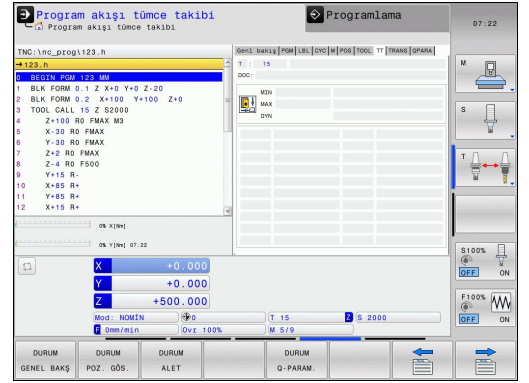 Program akışı tümce takibi
Program akışı tümce takibi
Programlama
07:22
TNC:\nc_prog\123.h
→123.h
0 BEGIN PGM 123 MM
1 BLK FORM 0.1 Z X+0 Y+0 Z-20
2 BLK FORM 0.2 X+100 Y+100 Z+0
3 TOOL CALL 15 Z S2000
4 Z+100 R0 FMAX M3
5 X-30 R0 FMAX
6 Y-30 R0 FMAX
7 Z+2 R0 FMAX
8 Z-4 R0 F500
9 Y+15 R-
10 X+85 R+
11 Y+85 R+
12 X+15 R+
Genl bakış PGM LBL CYC M POS TOOL TT TRANS QPARA
T : 15
DOC:
MIN
MAX
DYN
0% X[Nm]
0% Y[Nm] 07:22
X +0.000
Y +0.000
Z +500.000
Mod: NOMİN 0 T 15 Z S 2000
F 0mm/min Ovr 100% M 5/9
M
S
T
S100%
OFF ON
F100%
OFF ON
DURUM GENEL BAKŞ
DURUM POZ. GÖS.
DURUM ALET
DURUM Q-PARAM.